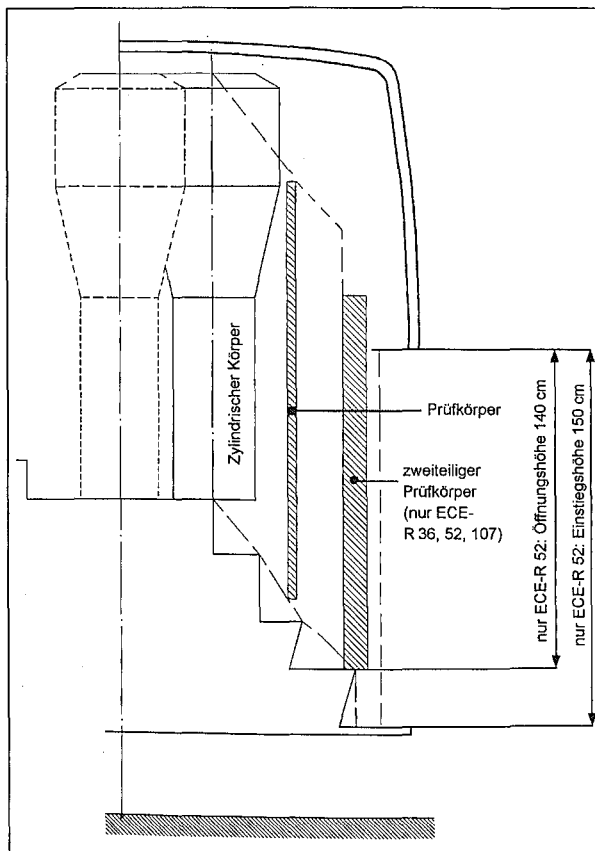 Zylindrischer Körper
Prüfkörper
zweiteiliger
Prüfkörper
(nur ECE-
R 36, 52, 107)
nur ECE-R 52: Öffnungshöhe 140 cm
nur ECE-R 52: Einstiegshöhe 150 cm